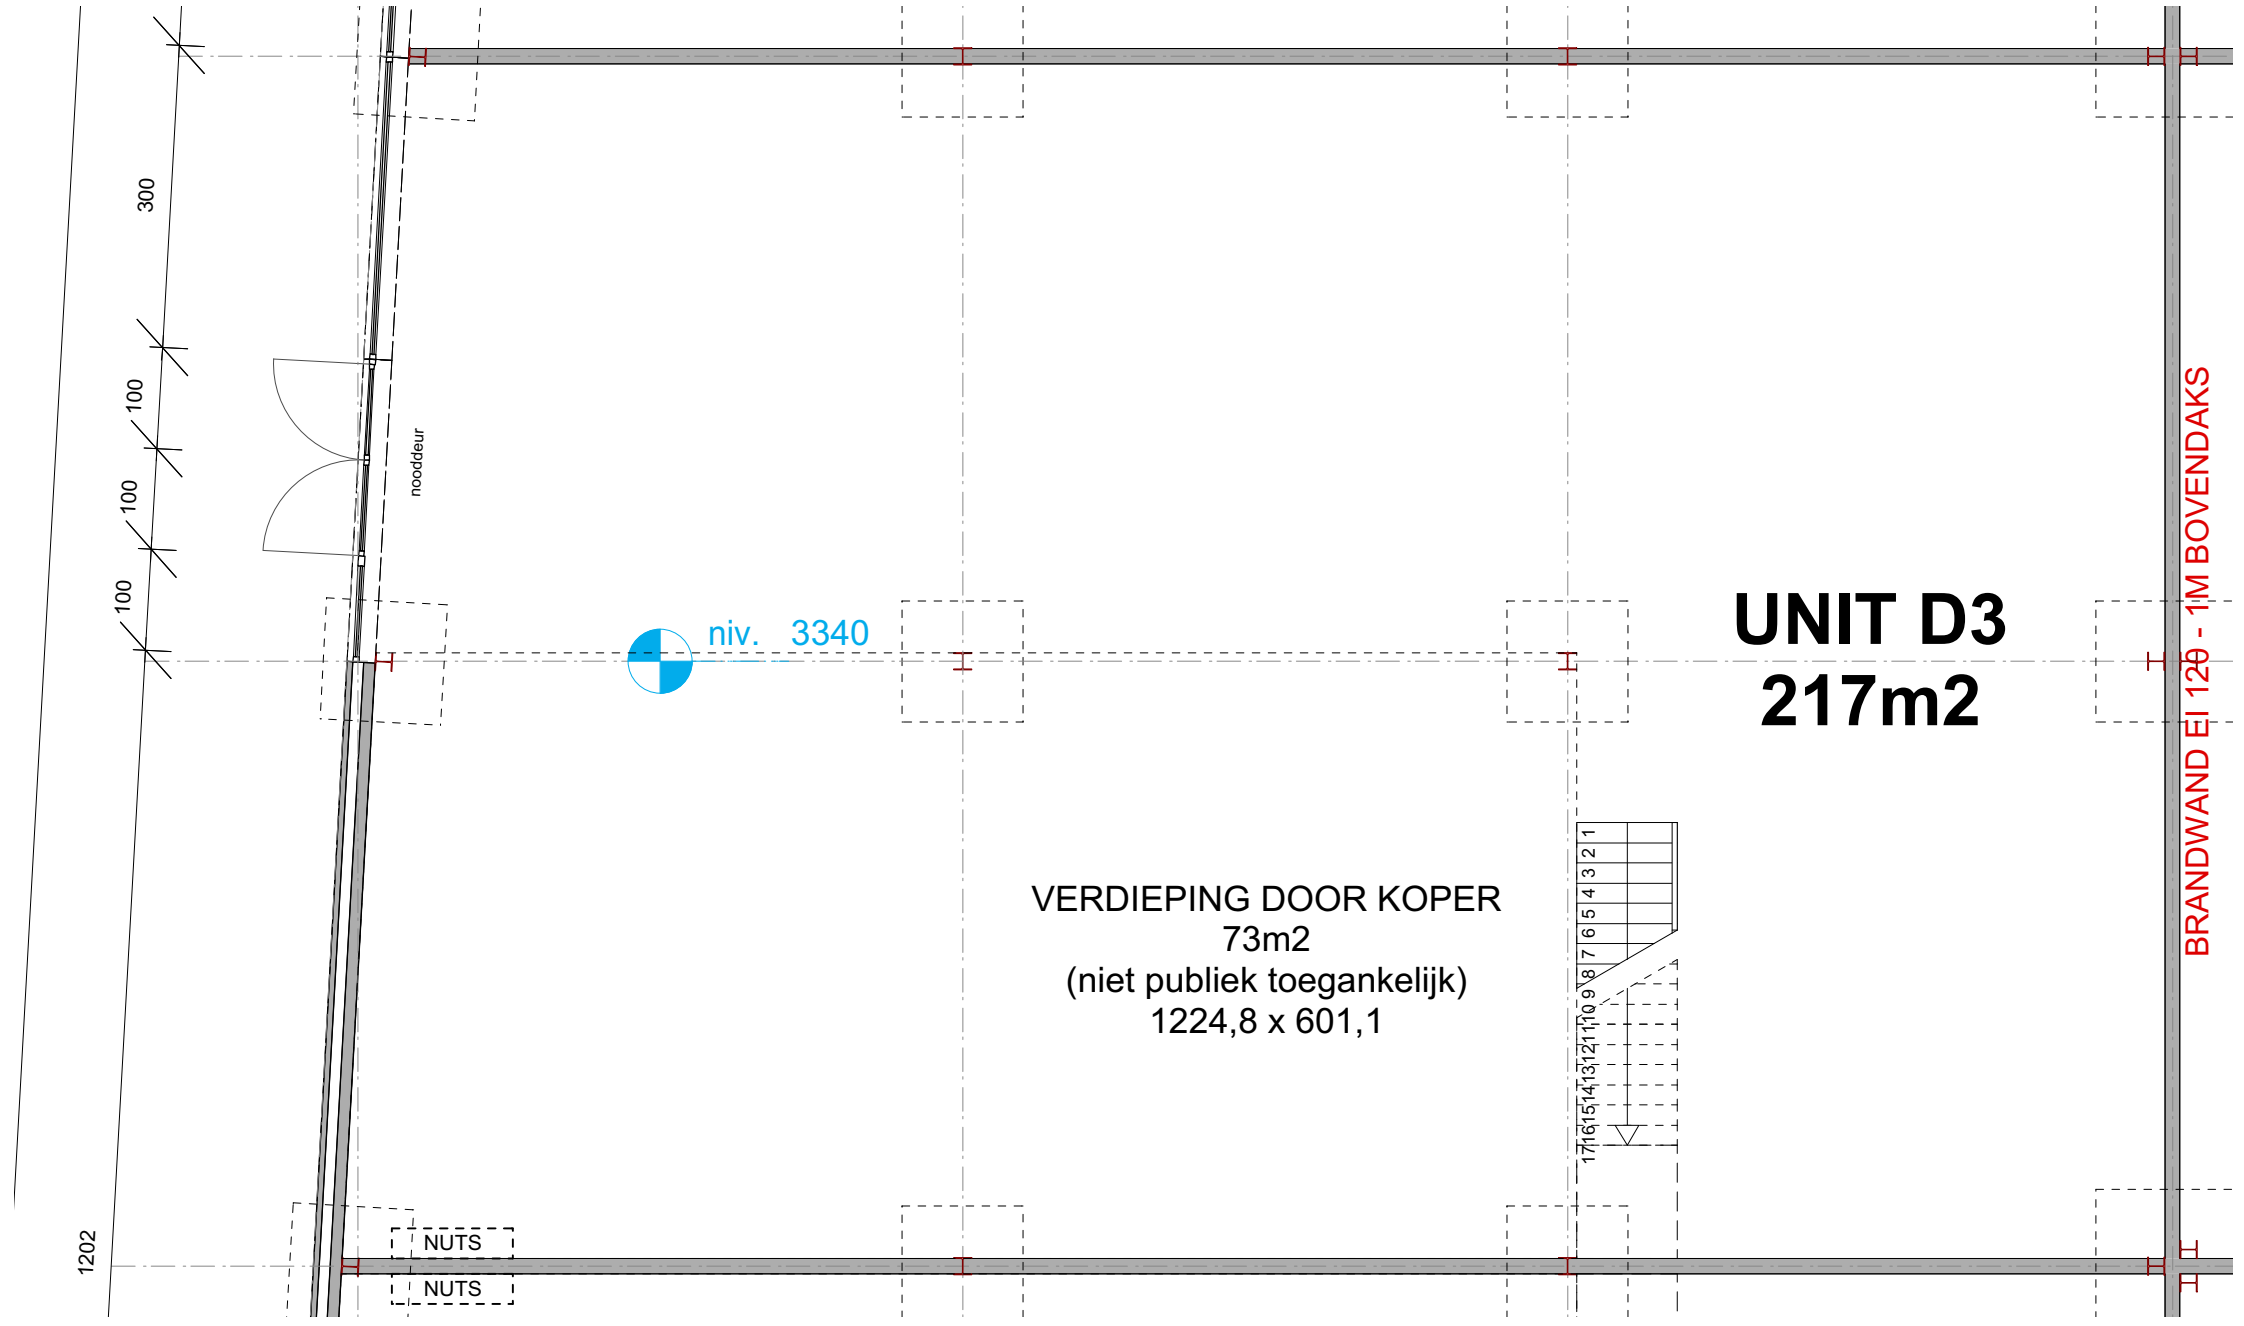 300
100
100
100
1202
nooddeur
niv. 3340
UNIT D3
217m2
BRANDWAND EI 120 - 1M BOVENDAKS
VERDIEPING DOOR KOPER
73m2
(niet publiek toegankelijk)
1224,8 x 601,1
1
2
3
4
5
6
7
8
9
10
11
12
13
14
15
16
17
NUTS
NUTS